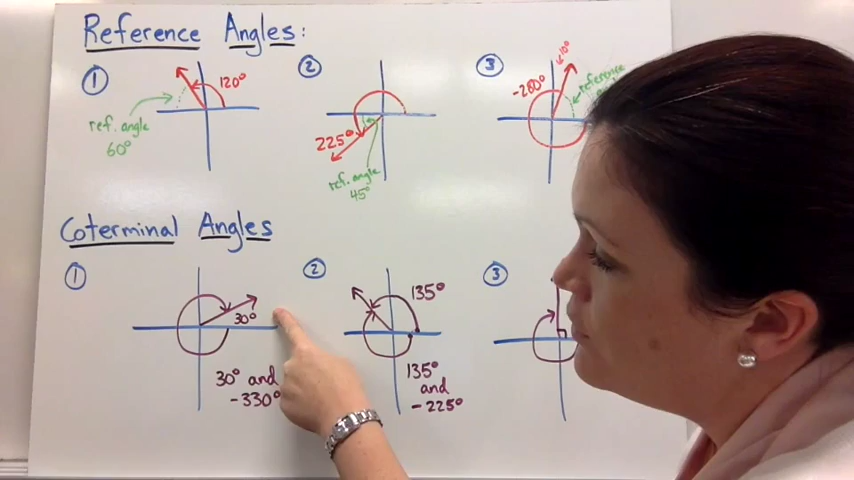 Reference Angles:
① ② ③
120°
ref. angle
60°
225°
ref. angle
45°
-280°
10°
reference
Coterminal Angles
① ② ③
30°
30° and
-330°
135°
135°
and
-225°